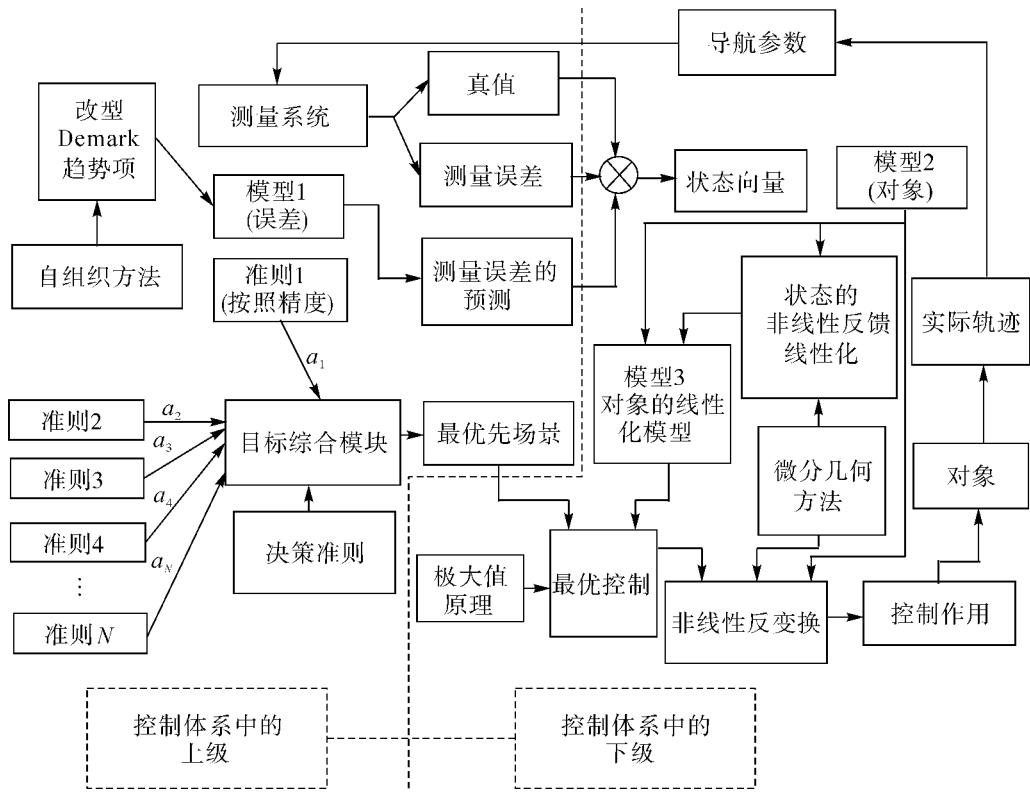 导航参数
真值
改型
Demark
趋势项
测量系统
测量误差
状态向量
模型2
(对象)
模型1
(误差)
自组织方法
测量误差的
预测
准则1
(按照精度)
状态的
非线性反馈
线性化
实际轨迹
a₁
模型3
对象的线性
化模型
准则2
a₂
目标综合模块
最优先场景
a₃
准则3
微分几何
方法
对象
a₄
准则4
决策准则
a_N
⋮
极大值
原理
最优控制
非线性反变换
控制作用
准则N
控制体系中的
上级
控制体系中的
下级